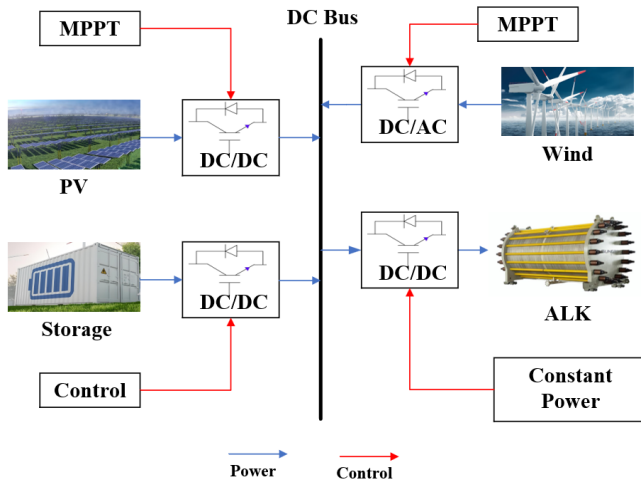 MPPT
DC Bus
MPPT
DC/DC
DC/AC
PV
Wind
DC/DC
DC/DC
Storage
ALK
Control
Constant
Power
Power
Control